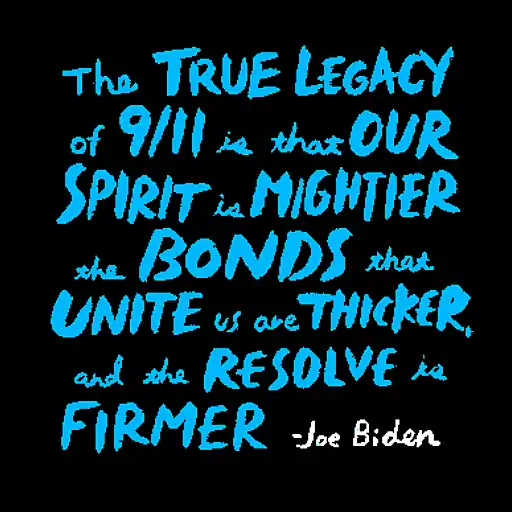 The TRUE LEGACY
of 9/11 is that OUR
SPIRIT is MIGHTIER
the BONDS that
UNITE us are THICKER,
and the RESOLVE is
FIRMER -Joe Biden